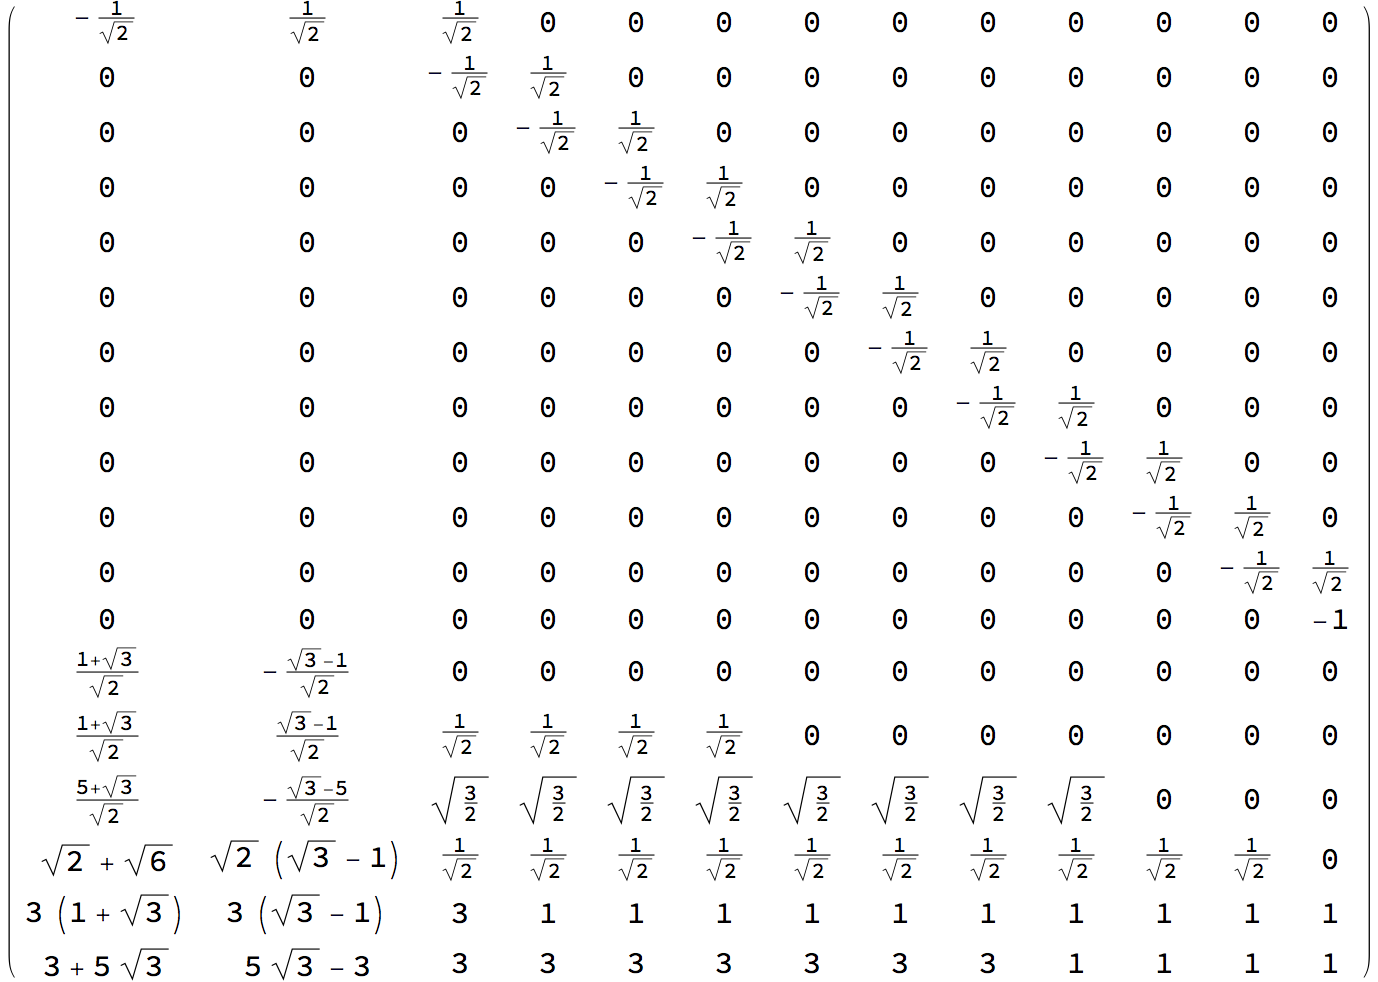 -1/√2 1/√2 1/√2 0 0 0 0 0 0 0 0 0 0
0 0 -1/√2 1/√2 0 0 0 0 0 0 0 0 0
0 0 0 -1/√2 1/√2 0 0 0 0 0 0 0 0
0 0 0 0 -1/√2 1/√2 0 0 0 0 0 0 0
0 0 0 0 0 -1/√2 1/√2 0 0 0 0 0 0
0 0 0 0 0 0 -1/√2 1/√2 0 0 0 0 0
0 0 0 0 0 0 0 -1/√2 1/√2 0 0 0 0
0 0 0 0 0 0 0 0 -1/√2 1/√2 0 0 0
0 0 0 0 0 0 0 0 0 -1/√2 1/√2 0 0
0 0 0 0 0 0 0 0 0 0 -1/√2 1/√2 0
0 0 0 0 0 0 0 0 0 0 0 -1/√2 1/√2
0 0 0 0 0 0 0 0 0 0 0 0 -1
(1+√3)/√2 -(√3-1)/√2 0 0 0 0 0 0 0 0 0 0 0
(1+√3)/√2 (√3-1)/√2 1/√2 1/√2 1/√2 1/√2 0 0 0 0 0 0 0
(5+√3)/√2 -(√3-5)/√2 √(3/2) √(3/2) √(3/2) √(3/2) √(3/2) √(3/2) √(3/2) √(3/2) 0 0 0
√2 + √6 √2 (√3 - 1) 1/√2 1/√2 1/√2 1/√2 1/√2 1/√2 1/√2 1/√2 1/√2 1/√2 0
3 (1 + √3) 3 (√3 - 1) 3 1 1 1 1 1 1 1 1 1 1
3 + 5 √3 5 √3 - 3 3 3 3 3 3 3 3 1 1 1 1